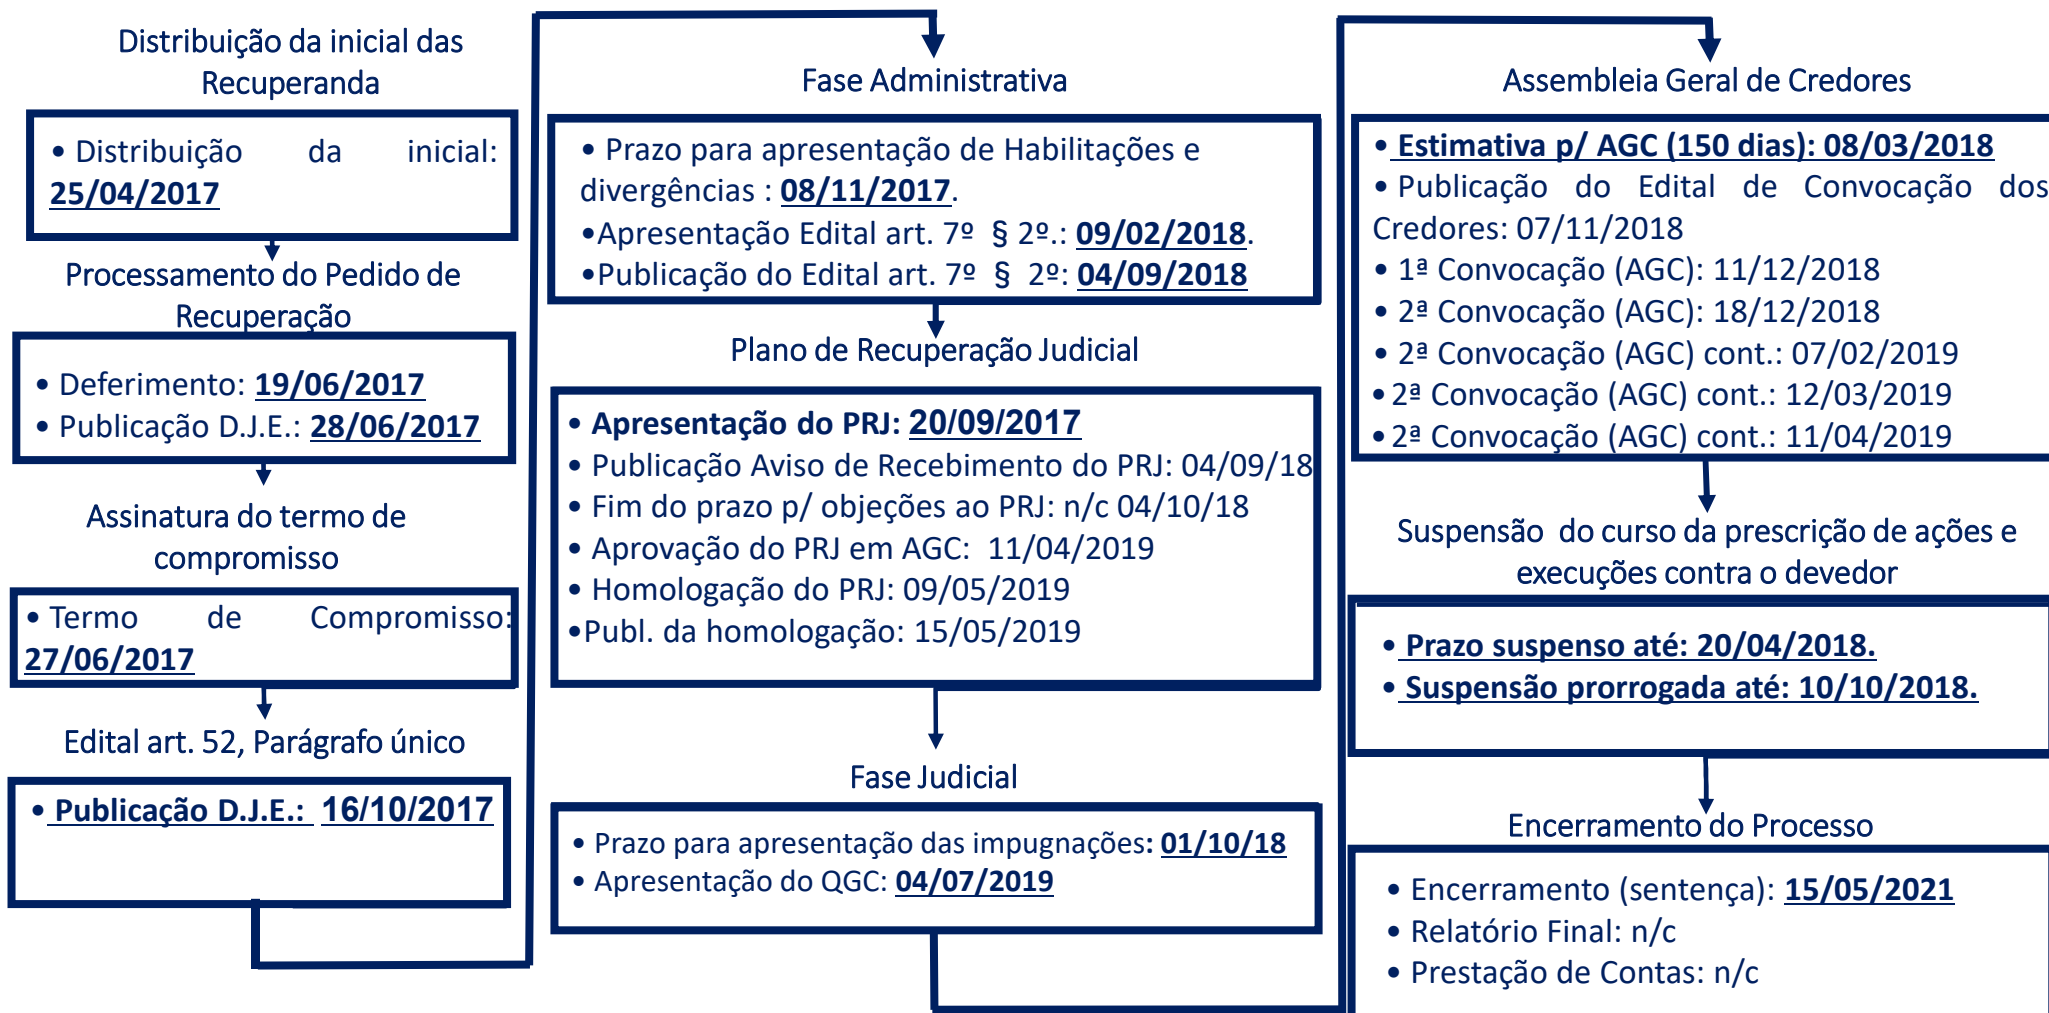 Distribuição da inicial das
Recuperanda
• Distribuição da inicial:
25/04/2017
Processamento do Pedido de
Recuperação
• Deferimento: 19/06/2017
• Publicação D.J.E.: 28/06/2017
Assinatura do termo de
compromisso
• Termo de Compromisso:
27/06/2017
Edital art. 52, Parágrafo único
• Publicação D.J.E.: 16/10/2017
Fase Administrativa
• Prazo para apresentação de Habilitações e
divergências : 08/11/2017.
•Apresentação Edital art. 7º § 2º.: 09/02/2018.
•Publicação do Edital art. 7º § 2º: 04/09/2018
Plano de Recuperação Judicial
• Apresentação do PRJ: 20/09/2017
• Publicação Aviso de Recebimento do PRJ: 04/09/18
• Fim do prazo p/ objeções ao PRJ: n/c 04/10/18
• Aprovação do PRJ em AGC: 11/04/2019
• Homologação do PRJ: 09/05/2019
•Publ. da homologação: 15/05/2019
Fase Judicial
• Prazo para apresentação das impugnações: 01/10/18
• Apresentação do QGC: 04/07/2019
Assembleia Geral de Credores
• Estimativa p/ AGC (150 dias): 08/03/2018
• Publicação do Edital de Convocação dos
Credores: 07/11/2018
• 1ª Convocação (AGC): 11/12/2018
• 2ª Convocação (AGC): 18/12/2018
• 2ª Convocação (AGC) cont.: 07/02/2019
• 2ª Convocação (AGC) cont.: 12/03/2019
• 2ª Convocação (AGC) cont.: 11/04/2019
Suspensão do curso da prescrição de ações e
execuções contra o devedor
• Prazo suspenso até: 20/04/2018.
• Suspensão prorrogada até: 10/10/2018.
Encerramento do Processo
• Encerramento (sentença): 15/05/2021
• Relatório Final: n/c
• Prestação de Contas: n/c